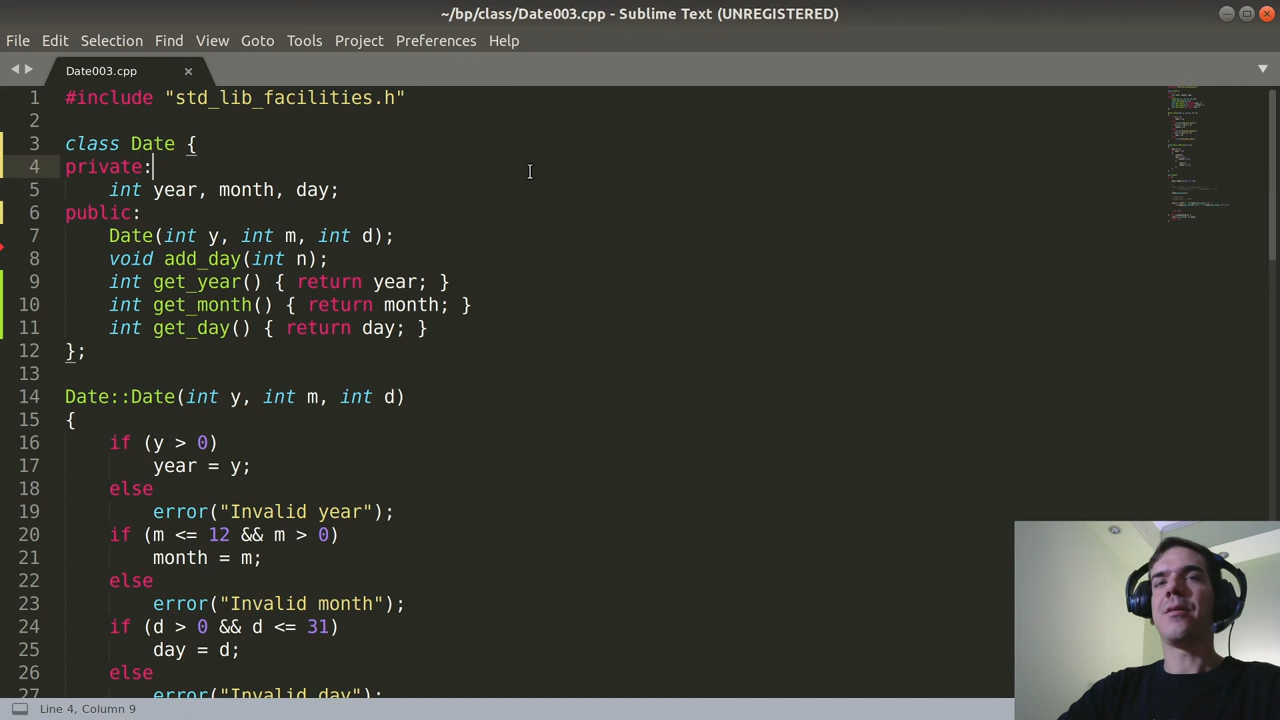 ~/bp/class/Date003.cpp - Sublime Text (UNREGISTERED)
File Edit Selection Find View Goto Tools Project Preferences Help
Date003.cpp
1 #include "std_lib_facilities.h"
2
3 class Date {
4 private:
5 int year, month, day;
6 public:
7 Date(int y, int m, int d);
8 void add_day(int n);
9 int get_year() { return year; }
10 int get_month() { return month; }
11 int get_day() { return day; }
12 };
13
14 Date::Date(int y, int m, int d)
15 {
16 if (y > 0)
17 year = y;
18 else
19 error("Invalid year");
20 if (m <= 12 && m > 0)
21 month = m;
22 else
23 error("Invalid month");
24 if (d > 0 && d <= 31)
25 day = d;
26 else
27 error("Invalid day");
Line 4, Column 9